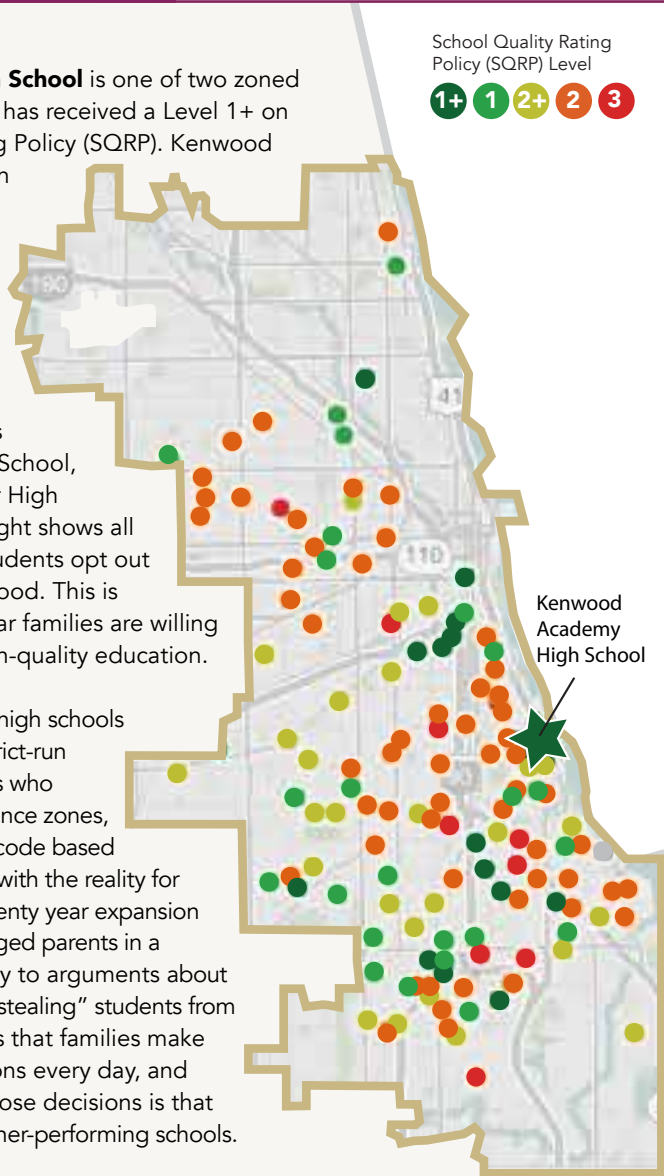 School Quality Rating
Policy (SQRP) Level
1+ 1 2+ 2 3
School is one of two zoned
has received a Level 1+ on
g Policy (SQRP). Kenwood
School,
High
ght shows all
udents opt out
ood. This is
ar families are willing
h-quality education.
high schools
rict-run
s who
nce zones,
code based
with the reality for
enty year expansion
ged parents in a
y to arguments about
stealing” students from
s that families make
ons every day, and
ose decisions is that
her-performing schools.
90
41
110
Kenwood
Academy
High School